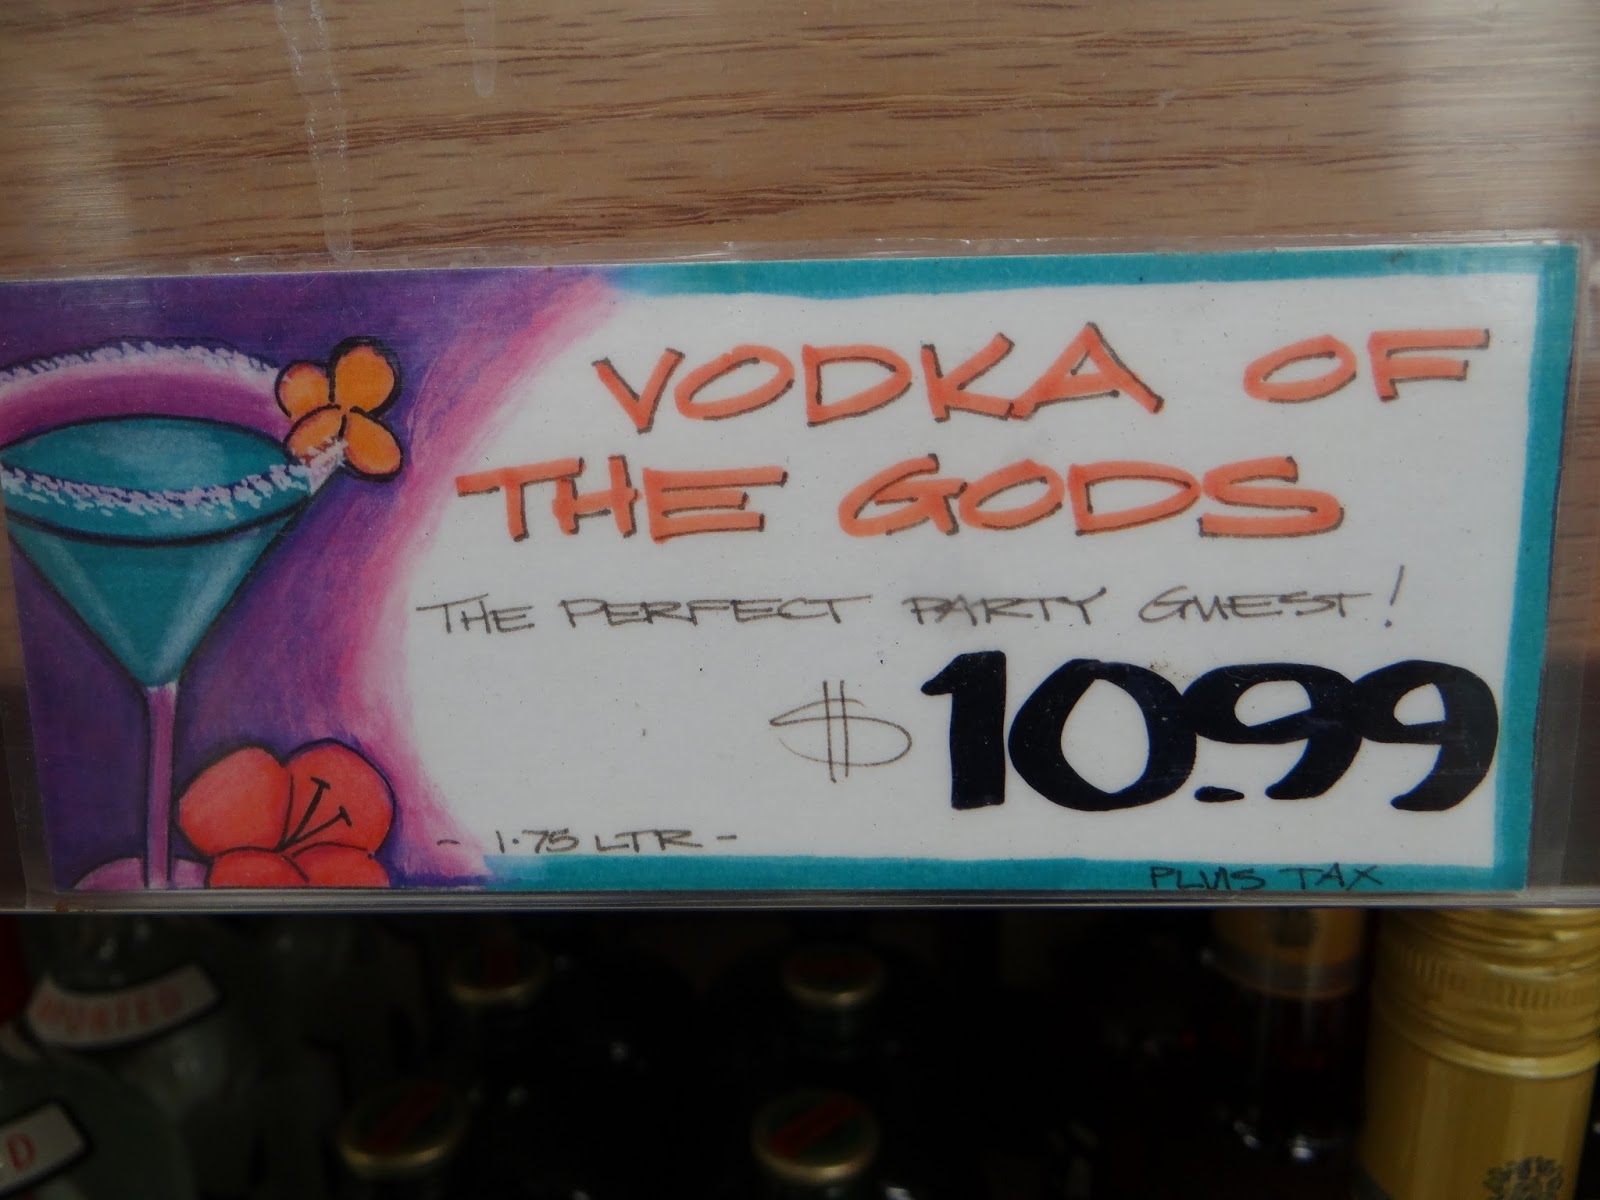 VODKA OF
THE GODS
THE PERFECT PARTY GUEST!
$10.99
- 1.75 LTR -
PLUS TAX